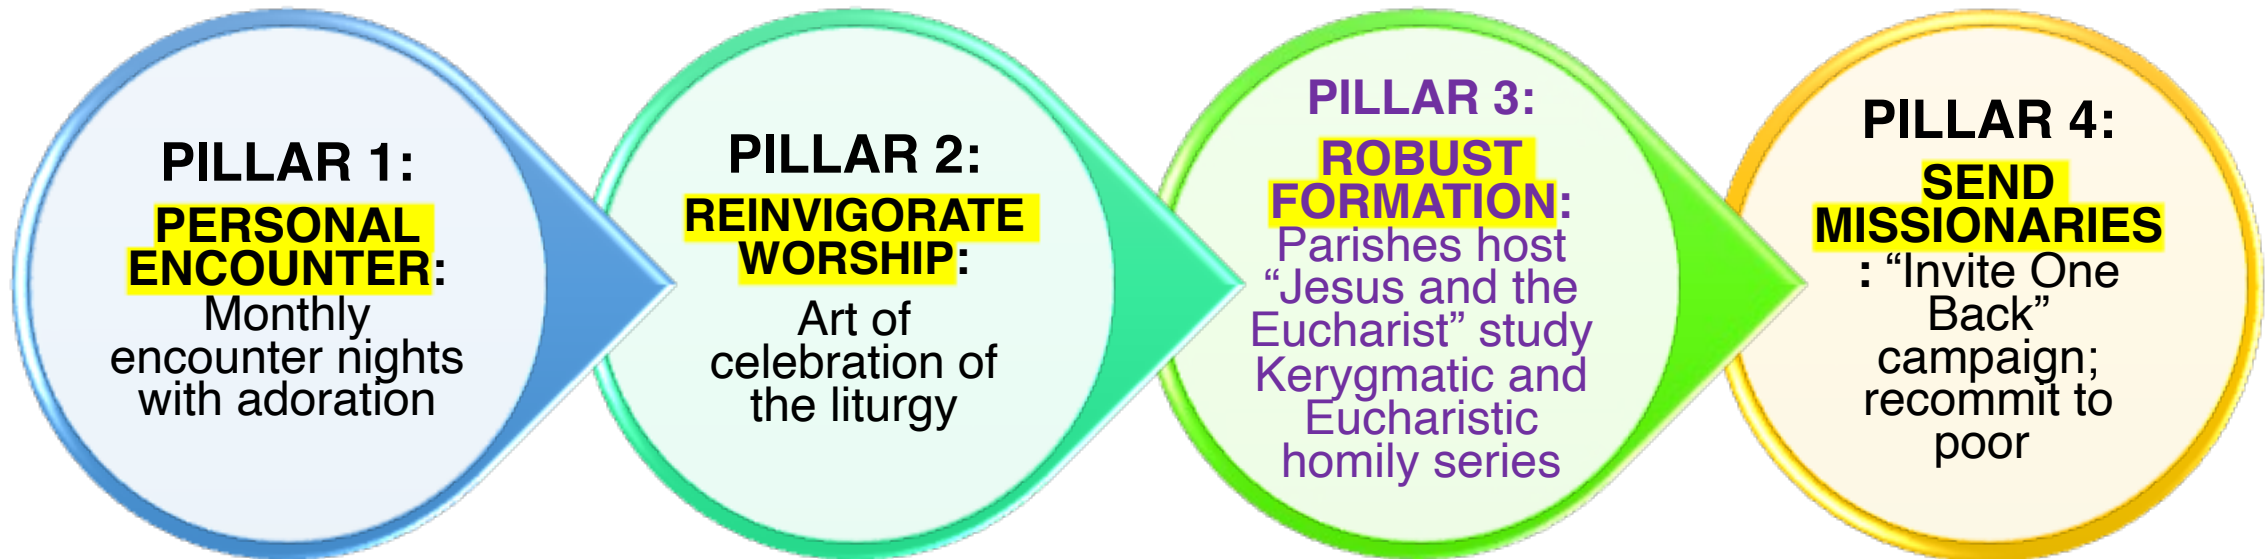 PILLAR 1:
PERSONAL
ENCOUNTER:
Monthly
encounter nights
with adoration
PILLAR 2:
REINVIGORATE
WORSHIP:
Art of
celebration of
the liturgy
PILLAR 3:
ROBUST
FORMATION:
Parishes host
“Jesus and the
Eucharist” study
Kerygmatic and
Eucharistic
homily series
PILLAR 4:
SEND
MISSIONARIES
: “Invite One
Back”
campaign;
recommit to
poor